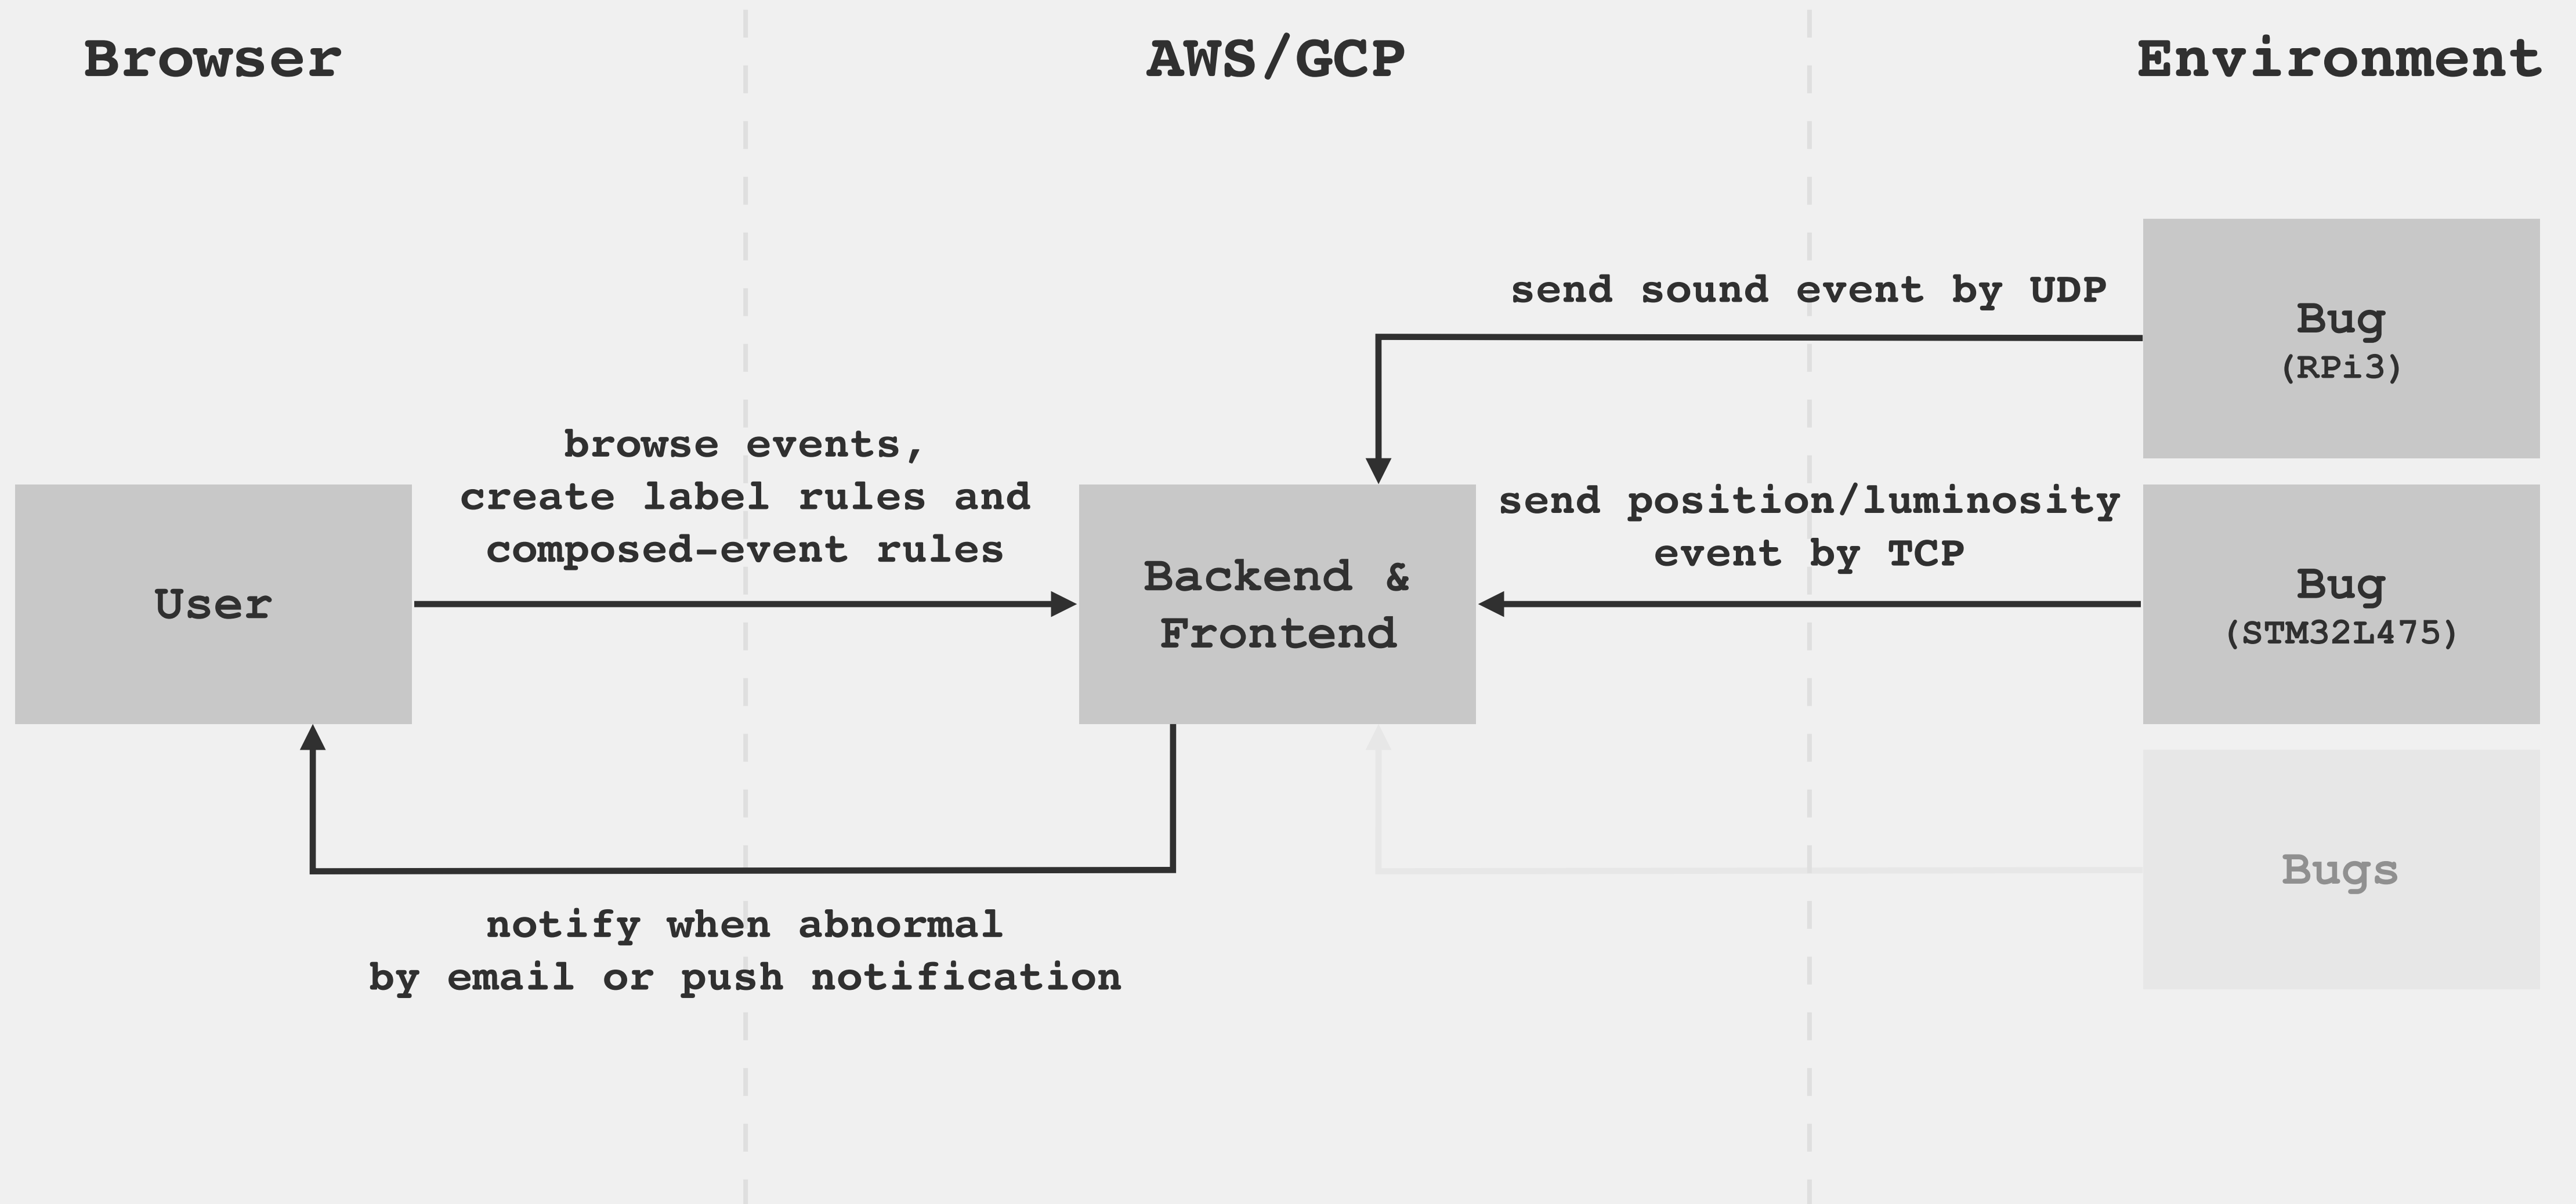 Browser
AWS/GCP
Environment
send sound event by UDP
Bug
(RPi3)
browse events,
create label rules and
composed-event rules
send position/luminosity
event by TCP
User
Backend &
Frontend
Bug
(STM32L475)
Bugs
notify when abnormal
by email or push notification